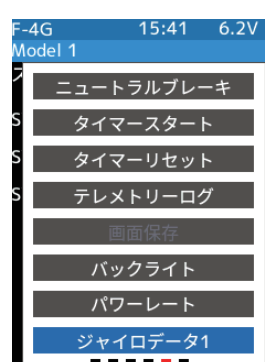 F-4G 15:41 6.2V
Model 1
ニュートラルブレーキ
S タイマースタート
S タイマーリセット
S テレメトリーログ
画面保存
バックライト
パワーレート
ジャイロデータ1